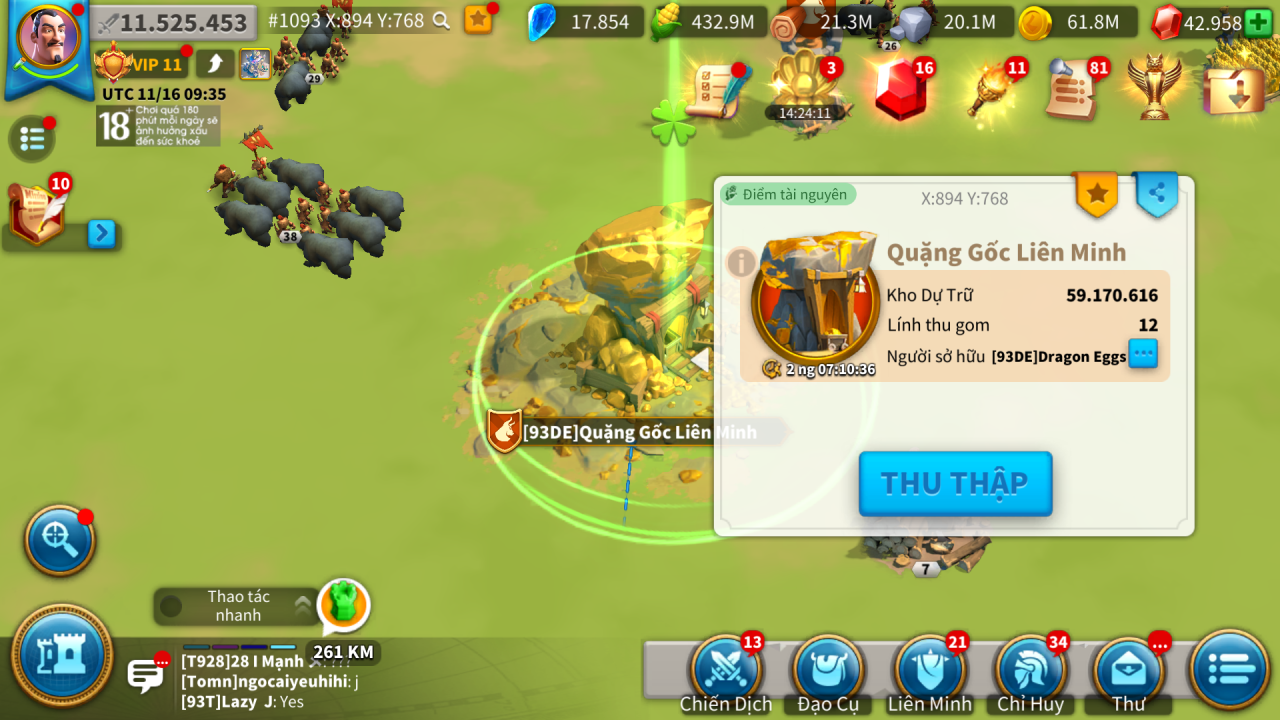 11.525.453
#1093 X:894 Y:768
17.854
432.9M
21.3M
20.1M
61.8M
42.958
VIP 11
UTC 11/16 09:35
18+
Chơi quá 180
phút mỗi ngày sẽ
ảnh hưởng xấu
đến sức khoẻ
29
26
3
16
11
81
14:24:11
10
38
Điểm tài nguyên
X:894 Y:768
Quặng Gốc Liên Minh
Kho Dự Trữ 59.170.616
Lính thu gom 12
Người sở hữu [93DE]Dragon Eggs
2 ng 07:10:36
[93DE]Quặng Gốc Liên Minh
THU THẬP
7
Thao tác
nhanh
261 KM
[T928]28 I Mạnh
[Tomn]ngocaiyeuhihi: j
[93T]Lazy J: Yes
13
21
34
Chiến Dịch
Đạo Cụ
Liên Minh
Chỉ Huy
Thư